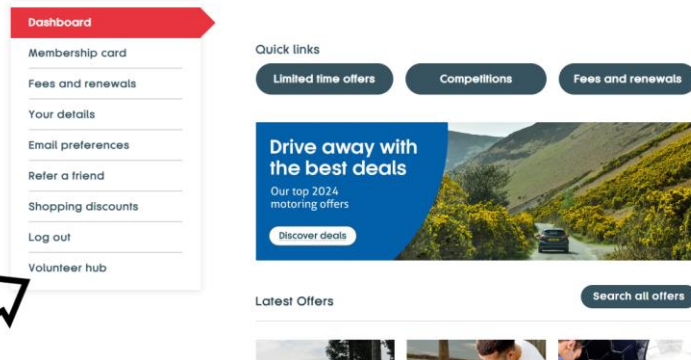 Dashboard
Membership card
Fees and renewals
Your details
Email preferences
Refer a friend
Shopping discounts
Log out
Volunteer hub
Quick links
Limited time offers
Competitions
Fees and renewals
Drive away with
the best deals
Our top 2024
motoring offers
Discover deals
Latest Offers
Search all offers